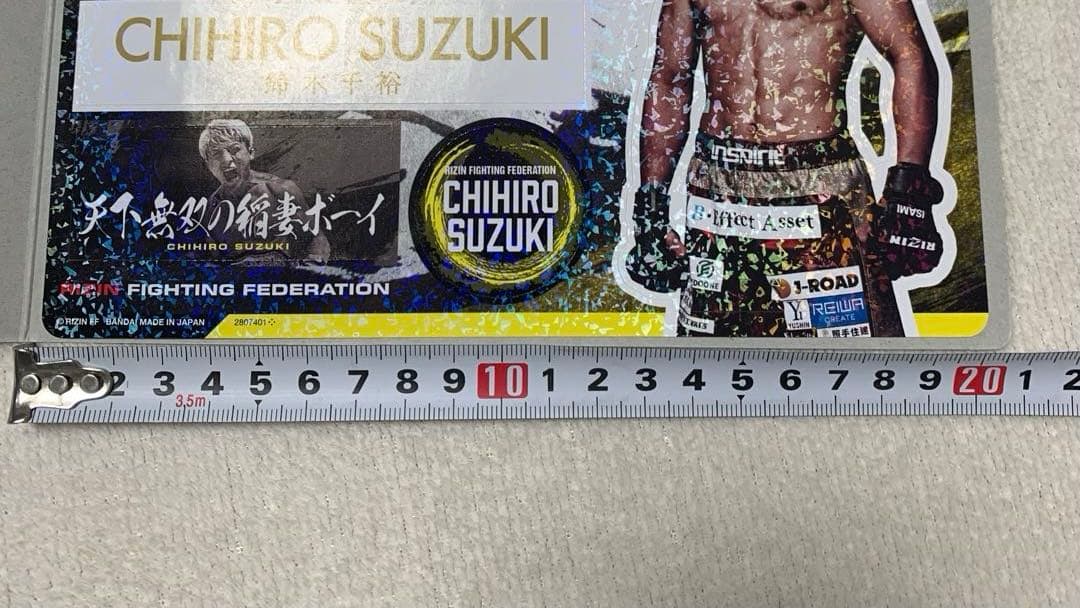 CHIHIRO SUZUKI
鈴木千裕
inspirit
ISAMI
天下無双の稲妻ボーイ
CHIHIRO SUZUKI
RIZIN FIGHTING FEDERATION
CHIHIRO
SUZUKI
Effect Asset
RIZIN
J-ROAD
YUSHIN
REIWA
CREATE
RIZIN FIGHTING FEDERATION
©RIZIN FF BANDAI MADE IN JAPAN
2807401
2 3 4 5 6 7 8 9 10 1 2 3 4 5 6 7 8 9 20 1 2
3,5m